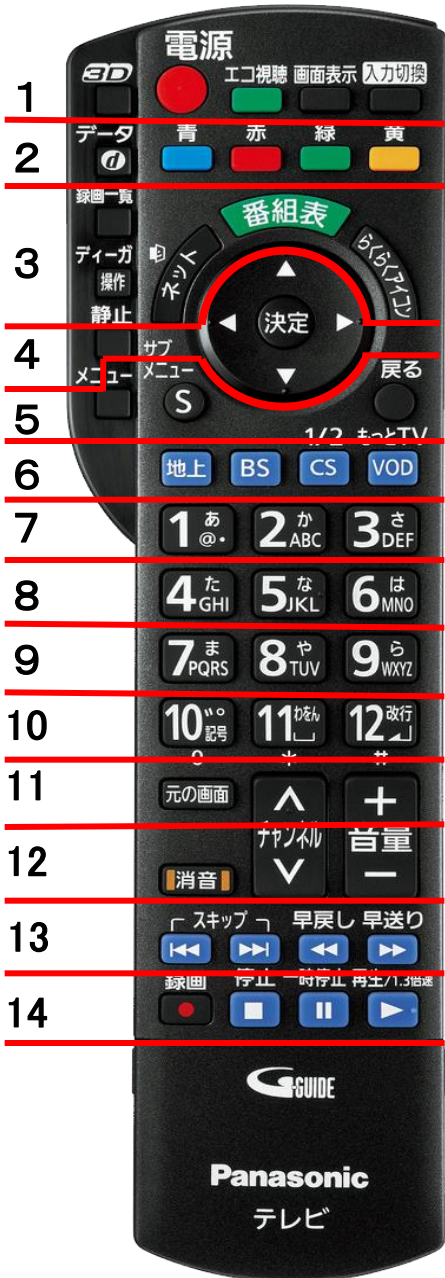 電源
3D
エコ視聴 画面表示 入力切換
1
データ 青 赤 緑 黄
2
d
録画一覧
番組表
3
ディーガ
操作
ネット
らくらくアイコン
決定
静止
4
サブ
メニュー
メニュー
戻る
S
5
1/2 もっとTV
6
地上 BS CS VOD
7
1 あ @. 2 か ABC 3 さ DEF
8
4 た GHI 5 な JKL 6 は MNO
9
7 ま PQRS 8 や TUV 9 ら WXYZ
10
10 ゛゜ 記号 11 わをん 12 改行
0 * #
11
元の画面
＋
チャンネル 音量
12
消音
－
スキップ 早戻し 早送り
13
録画 停止 一時停止 再生/1.3倍速
14
G-GUIDE
Panasonic
テレビ